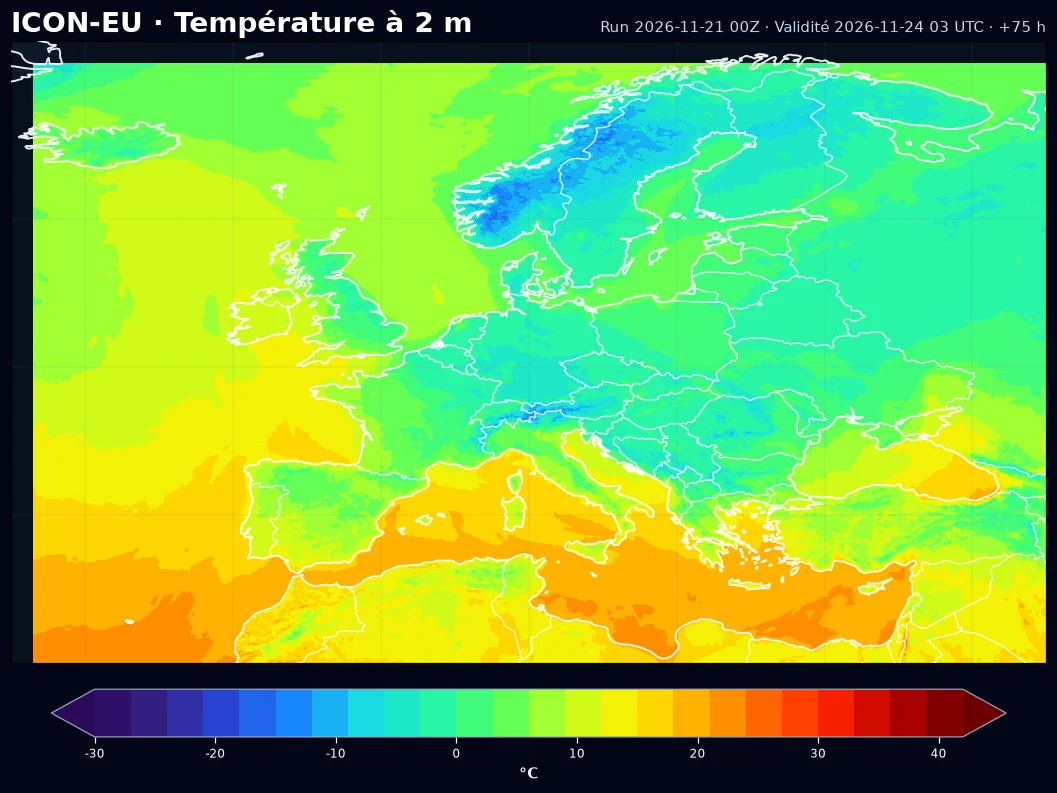 ICON-EU · Température à 2 m
Run 2026-11-21 00Z · Validité 2026-11-24 03 UTC · +75 h
-30 -20 -10 0 10 20 30 40
°C